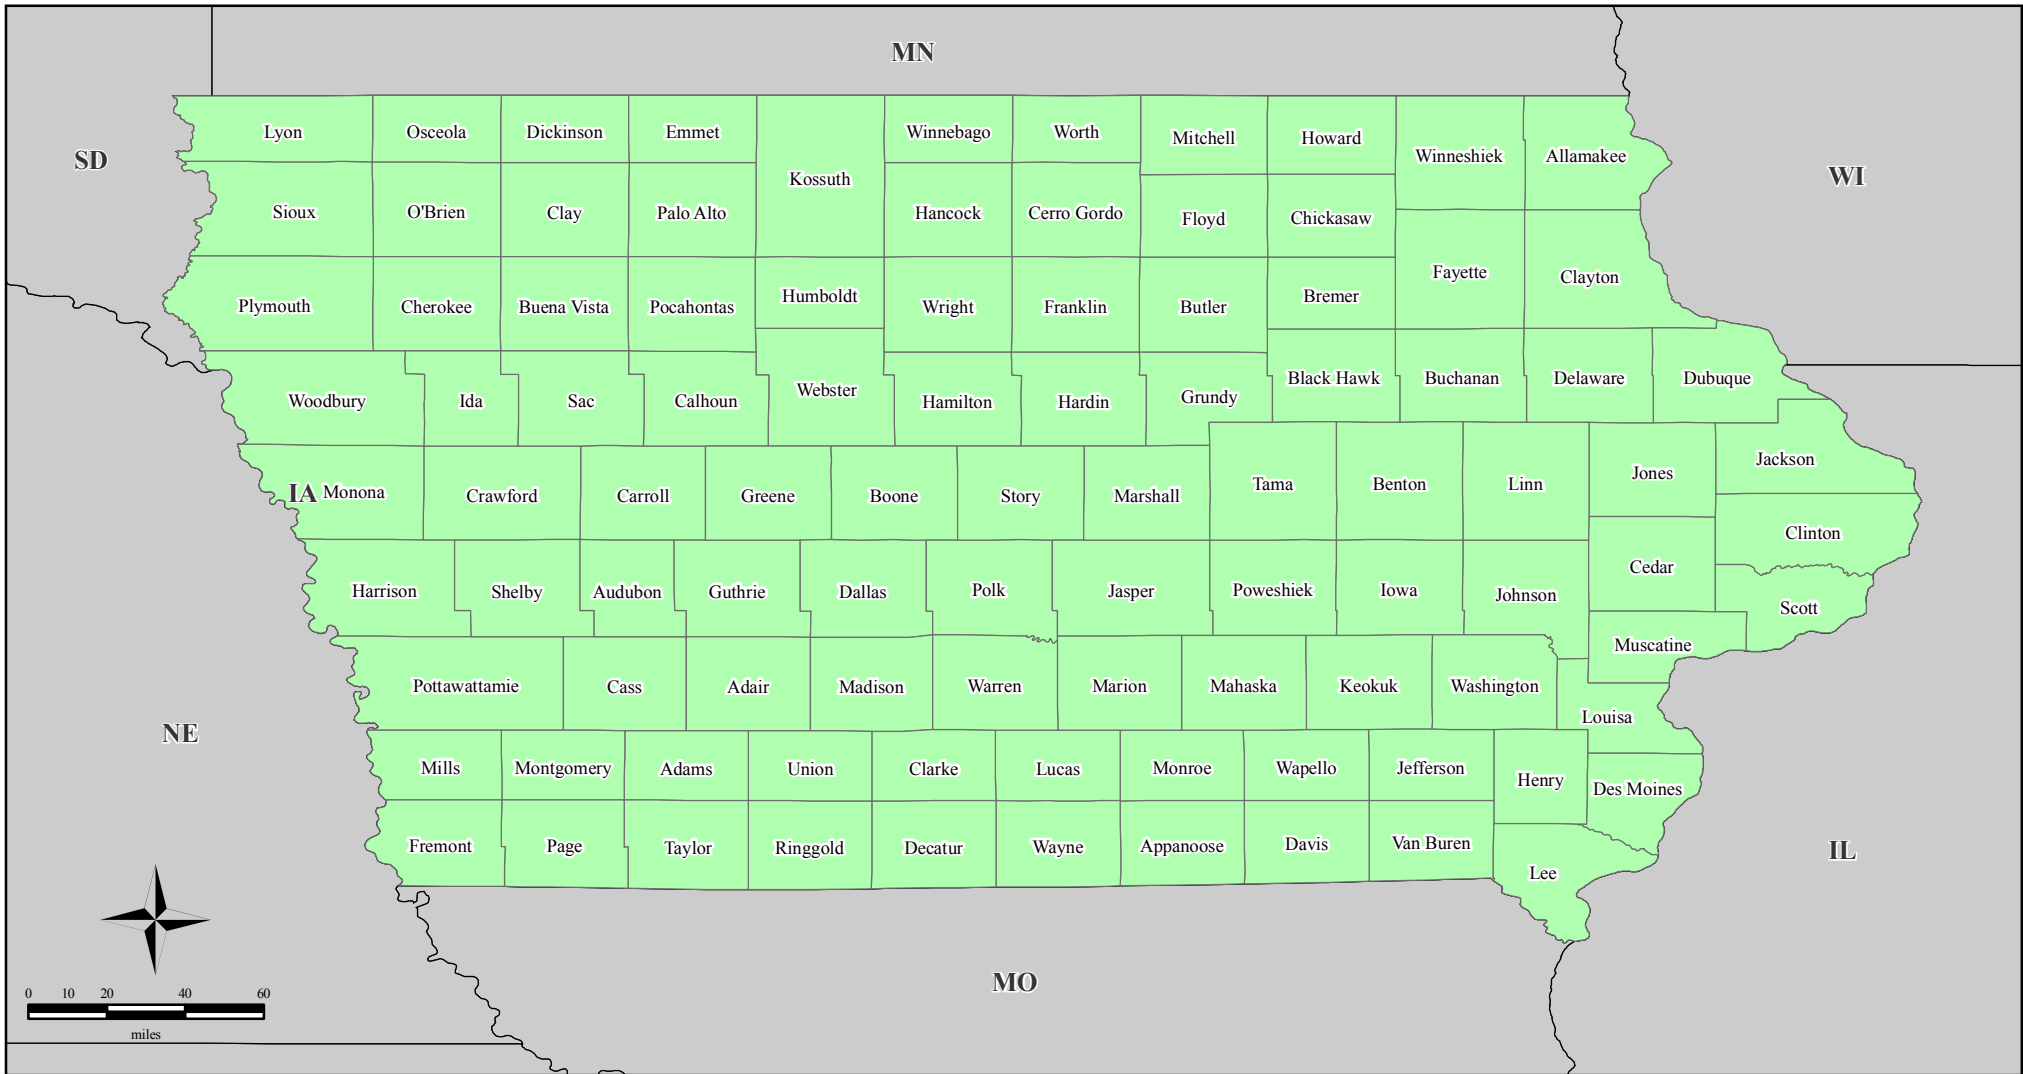 MN
Lyon
Osceola
Dickinson
Emmet
Winnebago
Worth
Mitchell
Howard
Winneshiek
Allamakee
SD
WI
Kossuth
Sioux
O'Brien
Clay
Palo Alto
Hancock
Cerro Gordo
Floyd
Chickasaw
Fayette
Clayton
Plymouth
Cherokee
Buena Vista
Pocahontas
Humboldt
Wright
Franklin
Butler
Bremer
Woodbury
Ida
Sac
Calhoun
Webster
Hamilton
Hardin
Grundy
Black Hawk
Buchanan
Delaware
Dubuque
IA
Monona
Crawford
Carroll
Greene
Boone
Story
Marshall
Tama
Benton
Linn
Jones
Jackson
Clinton
Harrison
Shelby
Audubon
Guthrie
Dallas
Polk
Jasper
Poweshiek
Iowa
Johnson
Cedar
Scott
Muscatine
Pottawattamie
Cass
Adair
Madison
Warren
Marion
Mahaska
Keokuk
Washington
Louisa
NE
Mills
Montgomery
Adams
Union
Clarke
Lucas
Monroe
Wapello
Jefferson
Henry
Des Moines
Fremont
Page
Taylor
Ringgold
Decatur
Wayne
Appanoose
Davis
Van Buren
Lee
IL
MO
0 10 20 40 60
miles